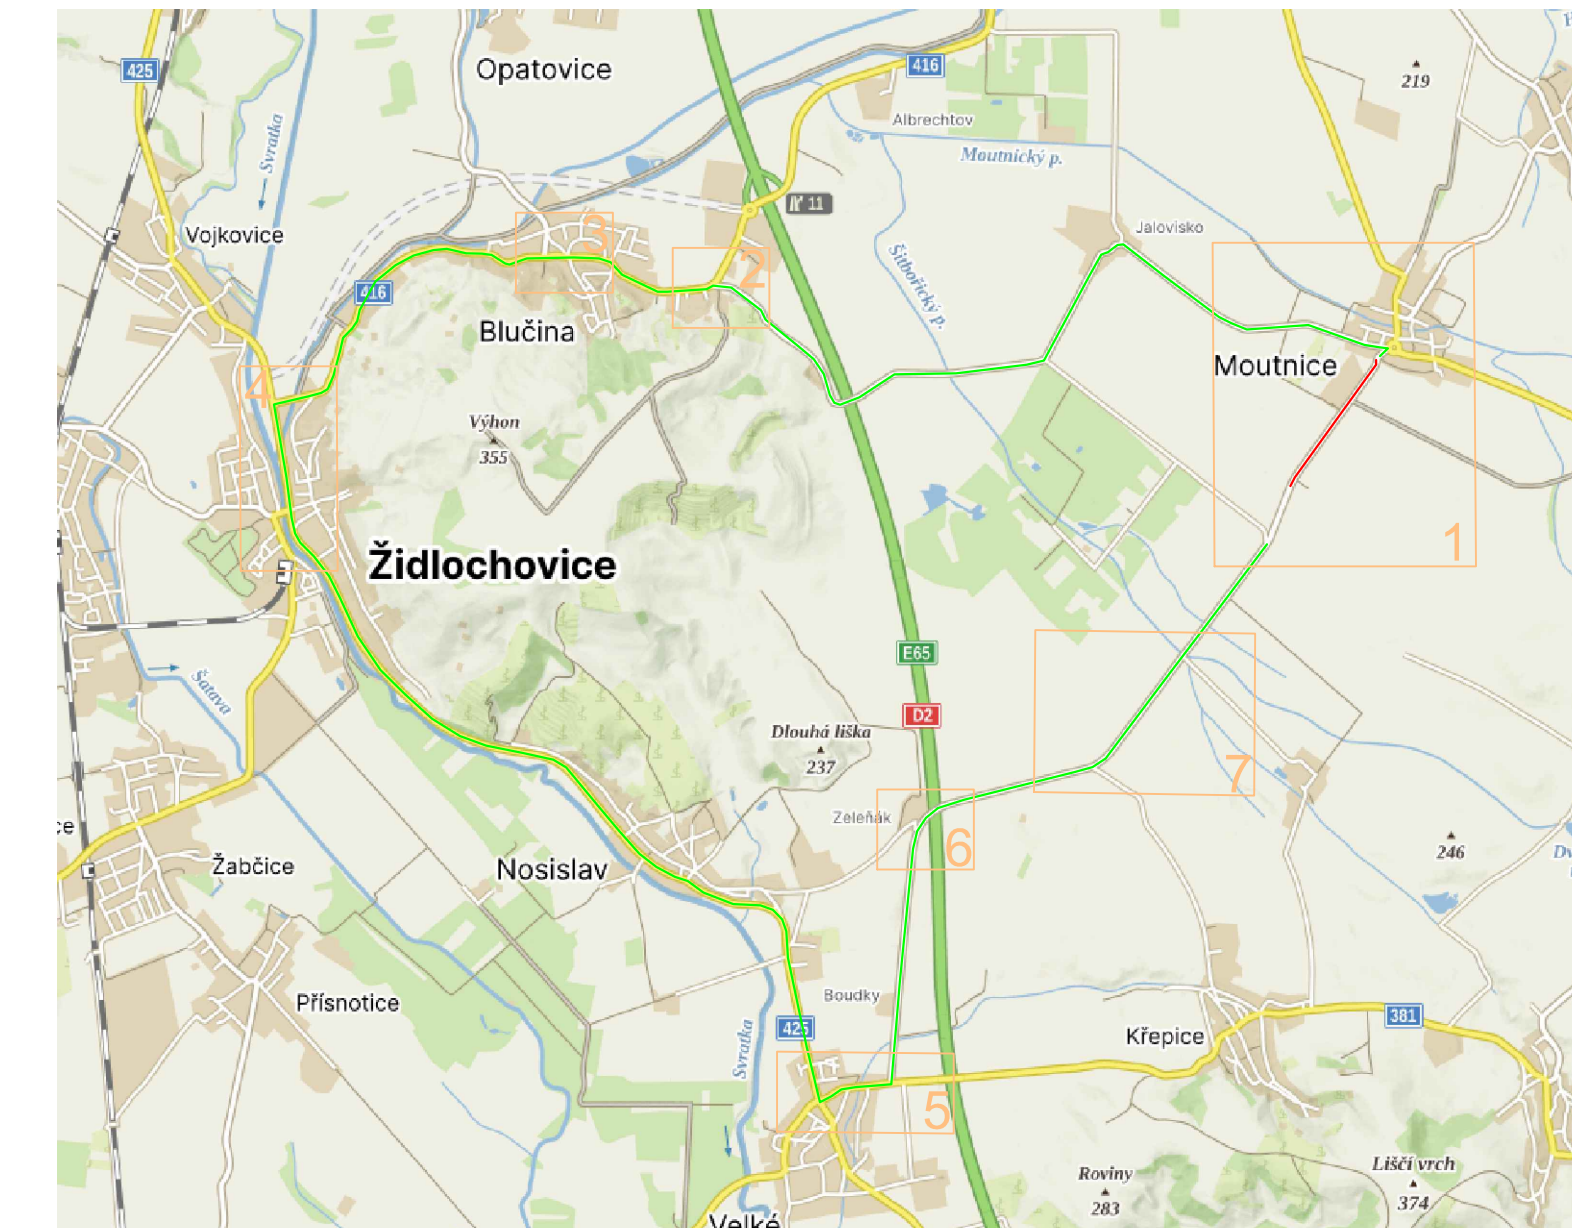 425
Opatovice
416
219
Albrechtov
Svratka
Moutnický p.
11
Vojkovice
3
Jalovisko
2
Šitbořický p.
416
Blučina
Moutnice
4
Výhon
355
1
Židlochovice
E65
Šatava
D2
Dlouhá liška
237
7
Zeleňák
ce
6
246
Žabčice
Nosislav
Boudky
Přísnotice
425
381
Křepice
Svratka
5
Liščí vrch
374
Roviny
283
Velké